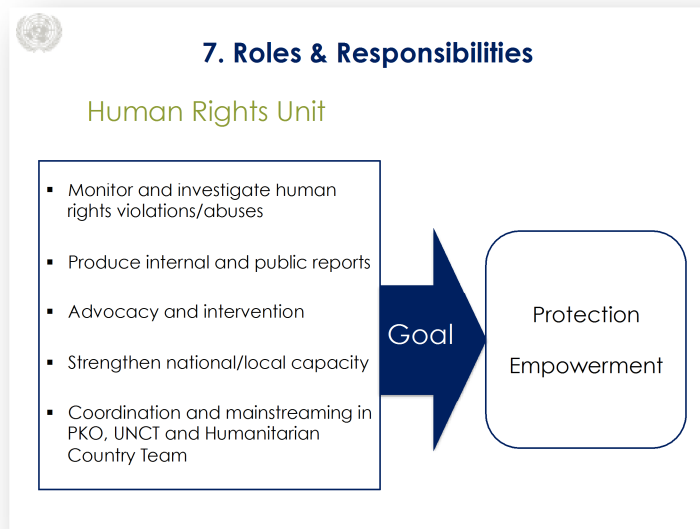 7. Roles & Responsibilities
Human Rights Unit
▪ Monitor and investigate human
rights violations/abuses
▪ Produce internal and public reports
▪ Advocacy and intervention
▪ Strengthen national/local capacity
▪ Coordination and mainstreaming in
PKO, UNCT and Humanitarian
Country Team
Goal
Protection
Empowerment